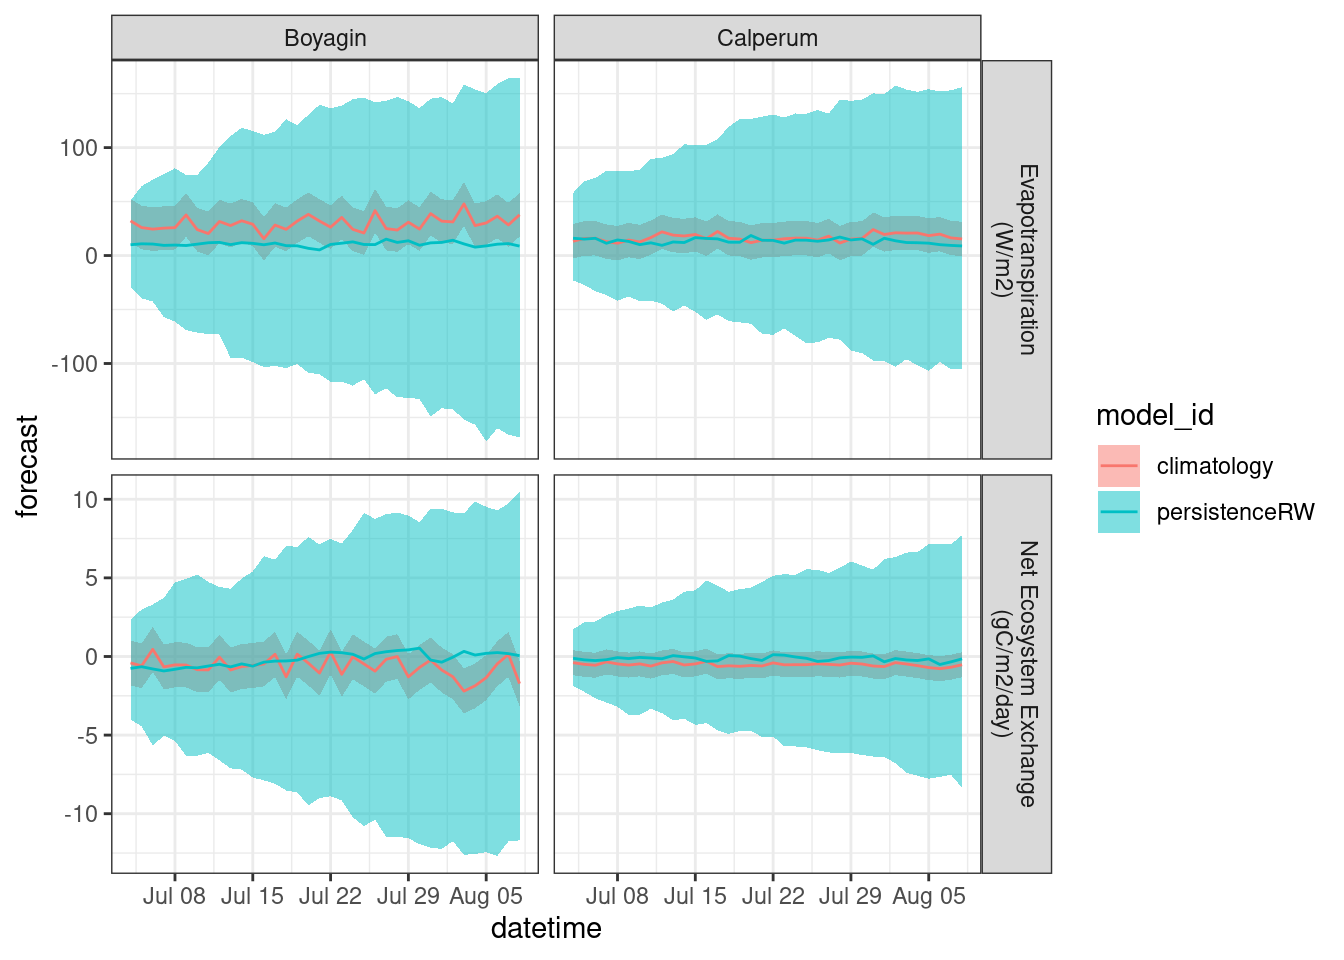 Boyagin
Calperum
100
0
-100
Evapotranspiration
(W/m2)
forecast
10
5
0
-5
-10
Net Ecosystem Exchange
(gC/m2/day)
Jul 08
Jul 15
Jul 22
Jul 29
Aug 05
Jul 08
Jul 15
Jul 22
Jul 29
Aug 05
datetime
model_id
climatology
persistenceRW